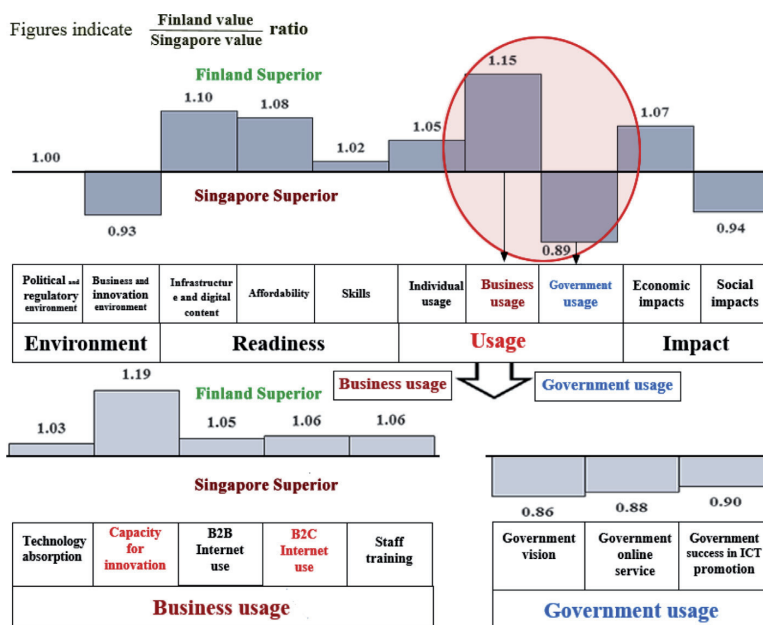 Figures indicate Finland value / Singapore value ratio
Finland Superior
1.00
0.93
1.10
1.08
1.02
1.05
1.15
0.89
1.07
0.94
Singapore Superior
Political and regulatory environment
Business and innovation environment
Infrastructur e and digital content
Affordability
Skills
Individual usage
Business usage
Government usage
Economic impacts
Social impacts
Environment
Readiness
Usage
Impact
Business usage
Government usage
Finland Superior
1.03
1.19
1.05
1.06
1.06
Singapore Superior
0.86
0.88
0.90
Technology absorption
Capacity for innovation
B2B Internet use
B2C Internet use
Staff training
Business usage
Government vision
Government online service
Government success in ICT promotion
Government usage